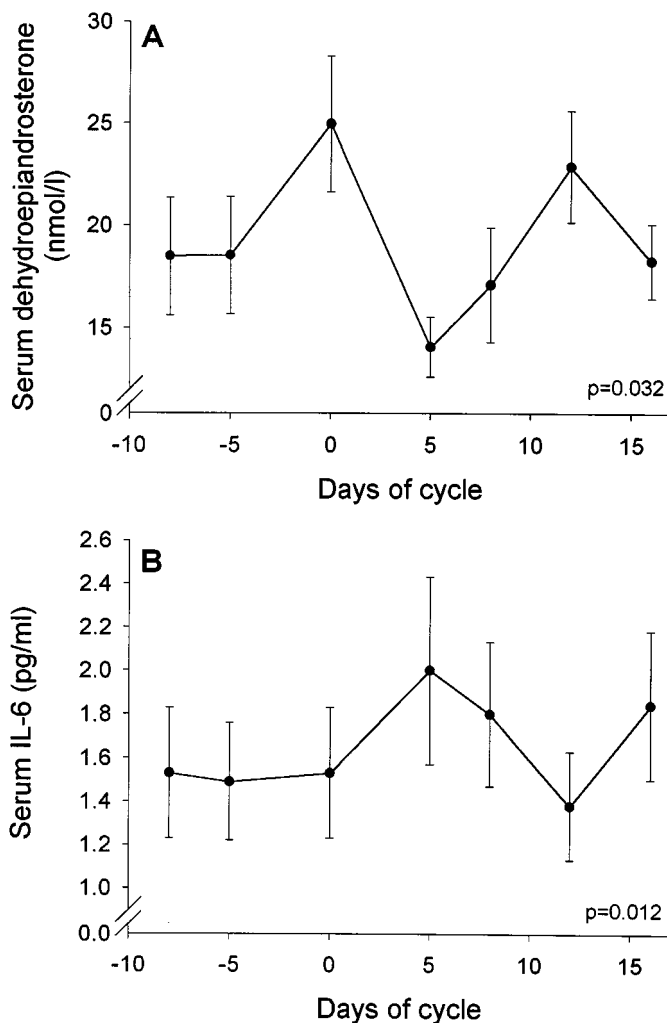 A
Serum dehydroepiandrosterone
(nmol/l)
30
25
20
15
0
p=0.032
-10 -5 0 5 10 15
Days of cycle
B
Serum IL-6 (pg/ml)
2.6
2.4
2.2
2.0
1.8
1.6
1.4
1.2
1.0
0.0
p=0.012
-10 -5 0 5 10 15
Days of cycle